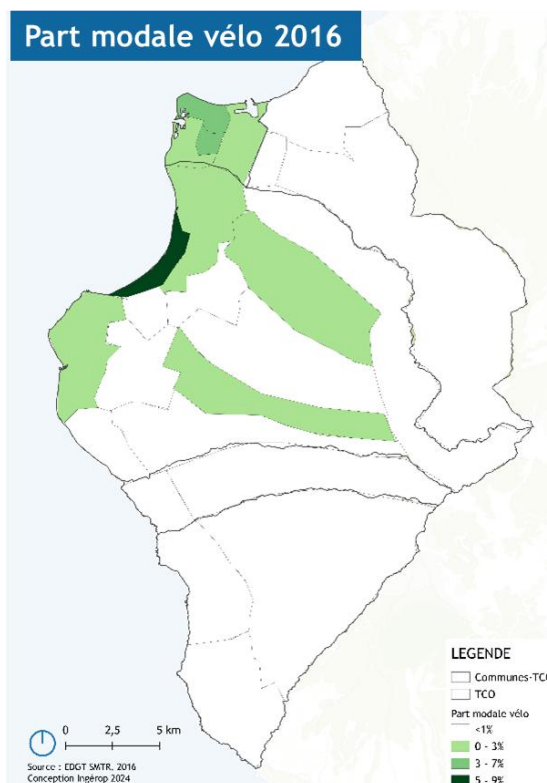 Part modale vélo 2016
LEGENDE
Communes-TC
TCO
Part modale vélo
<1%
0 - 3%
3 - 7%
5 - 9%
0 2,5 5 km
Source : EDGT SMTR, 2016
Conception Ingérop 2024